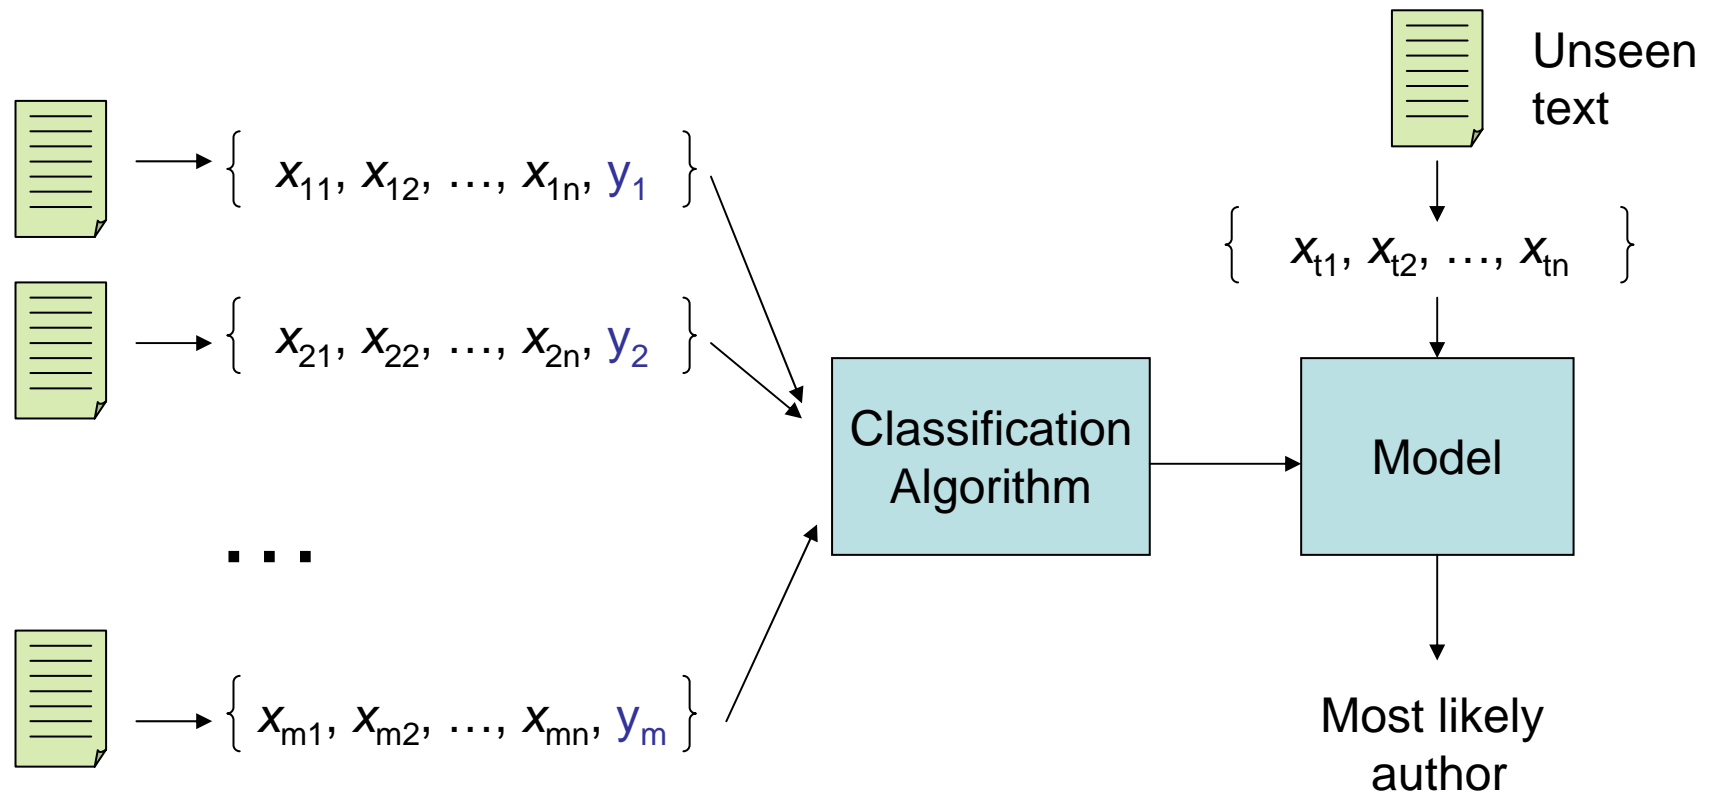 Unseen
text
{ x11, x12, …, x1n, y1 }
{ xt1, xt2, …, xtn }
{ x21, x22, …, x2n, y2 }
Classification
Algorithm
Model
...
{ xm1, xm2, …, xmn, ym }
Most likely
author